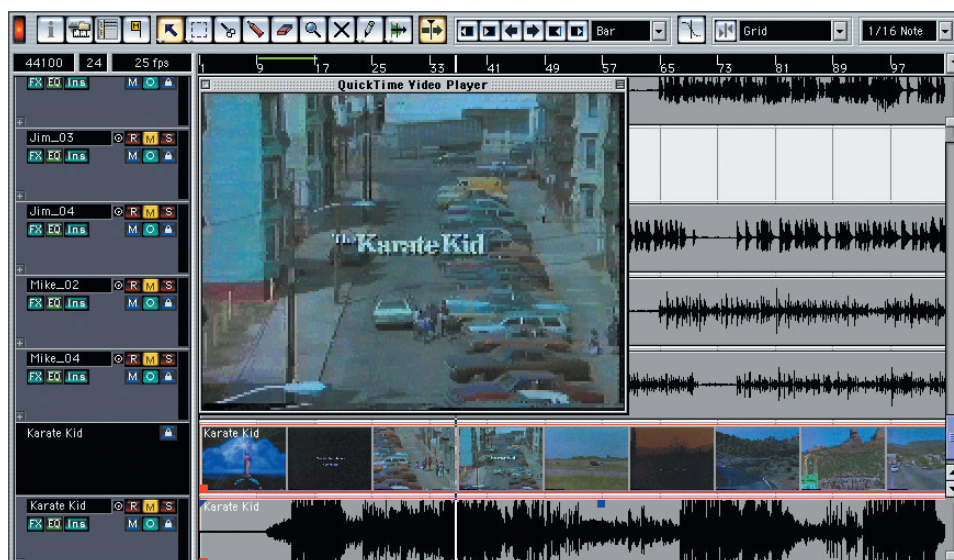 Bar
Grid
1/16 Note
44100 24 25 fps
1 9 17 25 33 41 49 57 65 73 81 89 97
QuickTime Video Player
FX EQ Ins M
Jim_03 R M S
FX EQ Ins M
Jim_04 R M S
FX EQ Ins M
Mike_02 R M S
FX EQ Ins M
Mike_04 R M S
FX EQ Ins M
The Karate Kid
Karate Kid
Karate Kid
Karate Kid R M S
FX EQ Ins M
Karate Kid